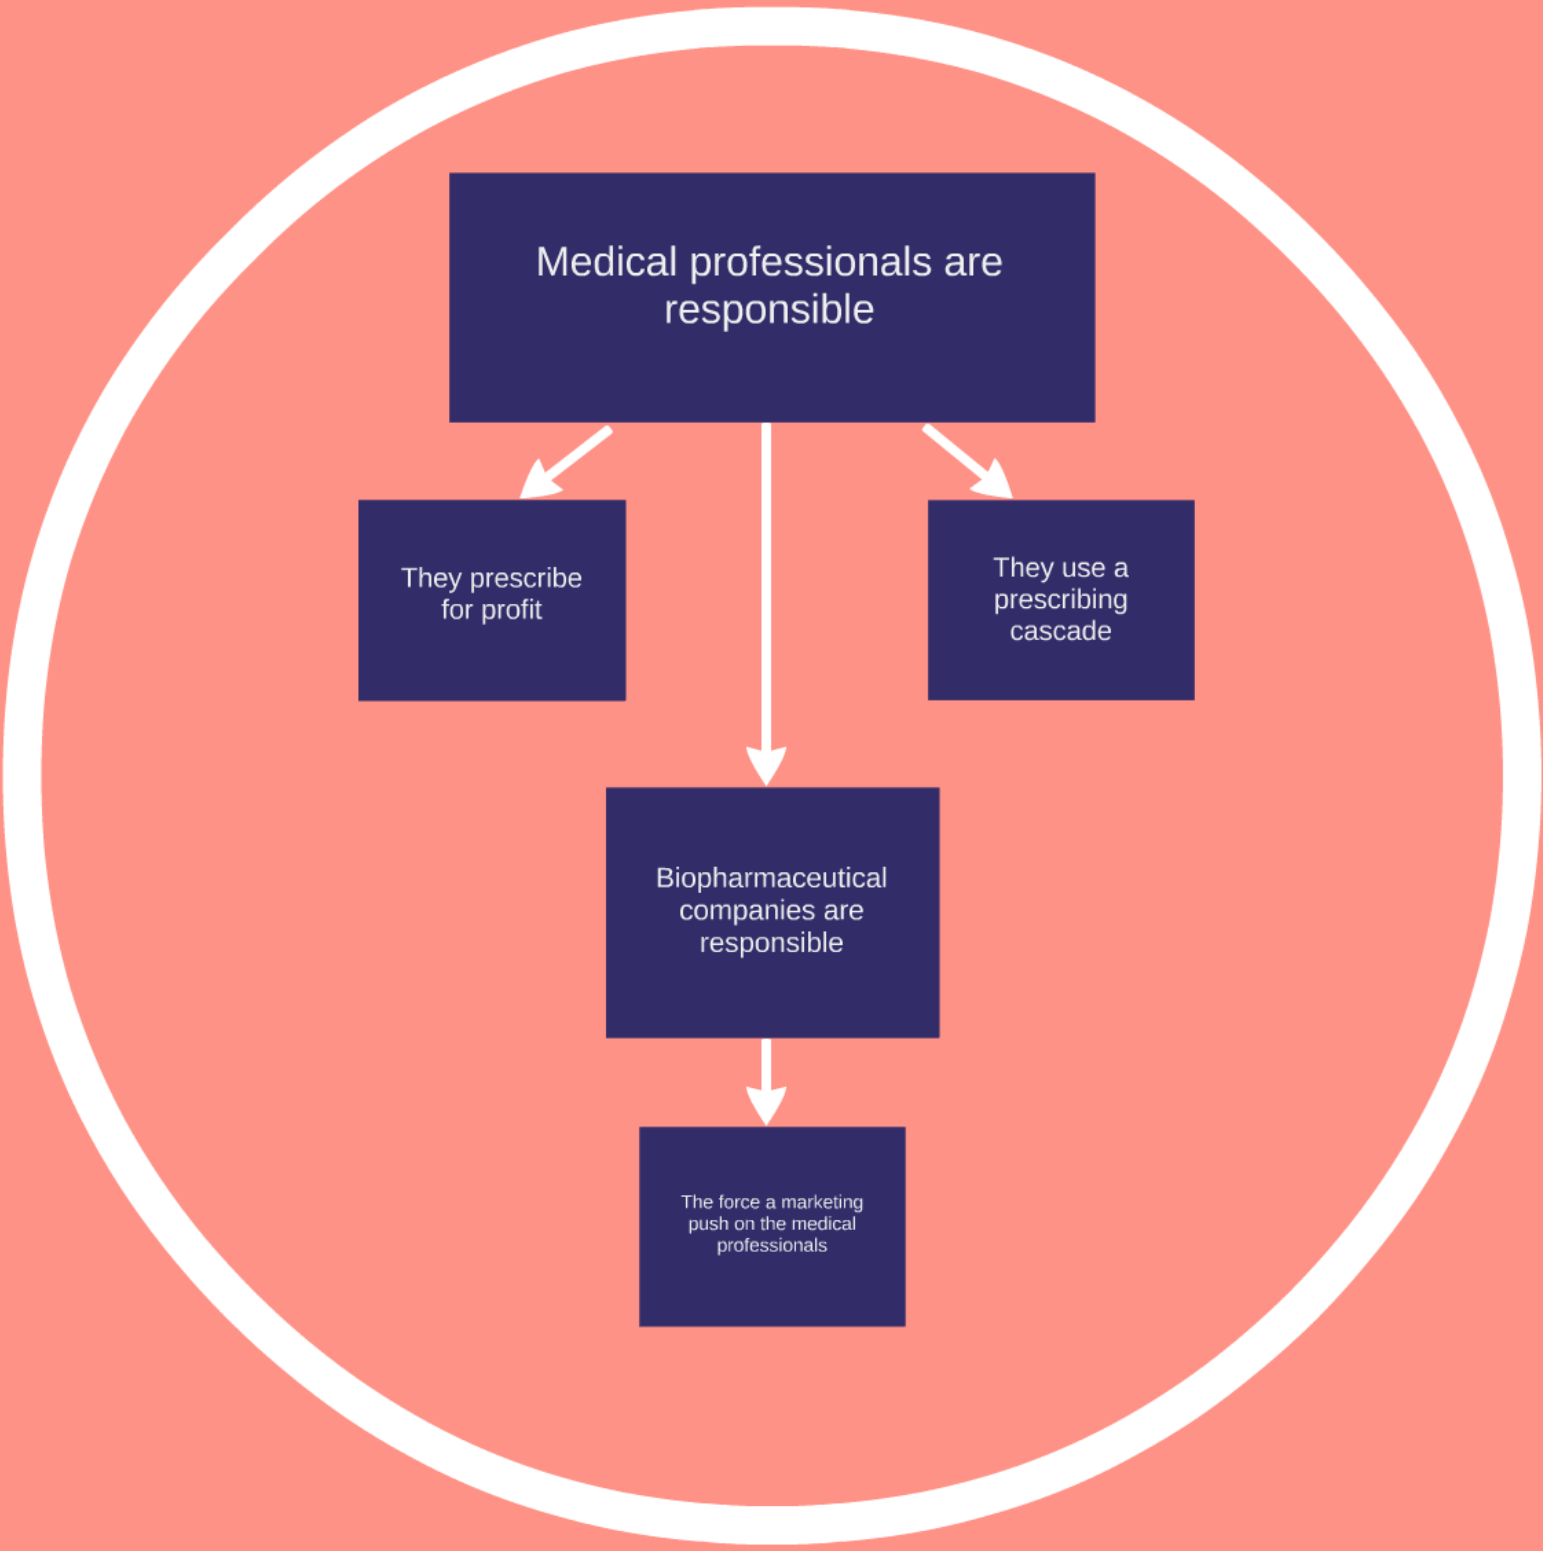 Medical professionals are
responsible
They prescribe
for profit
They use a
prescribing
cascade
Biopharmaceutical
companies are
responsible
The force a marketing
push on the medical
professionals